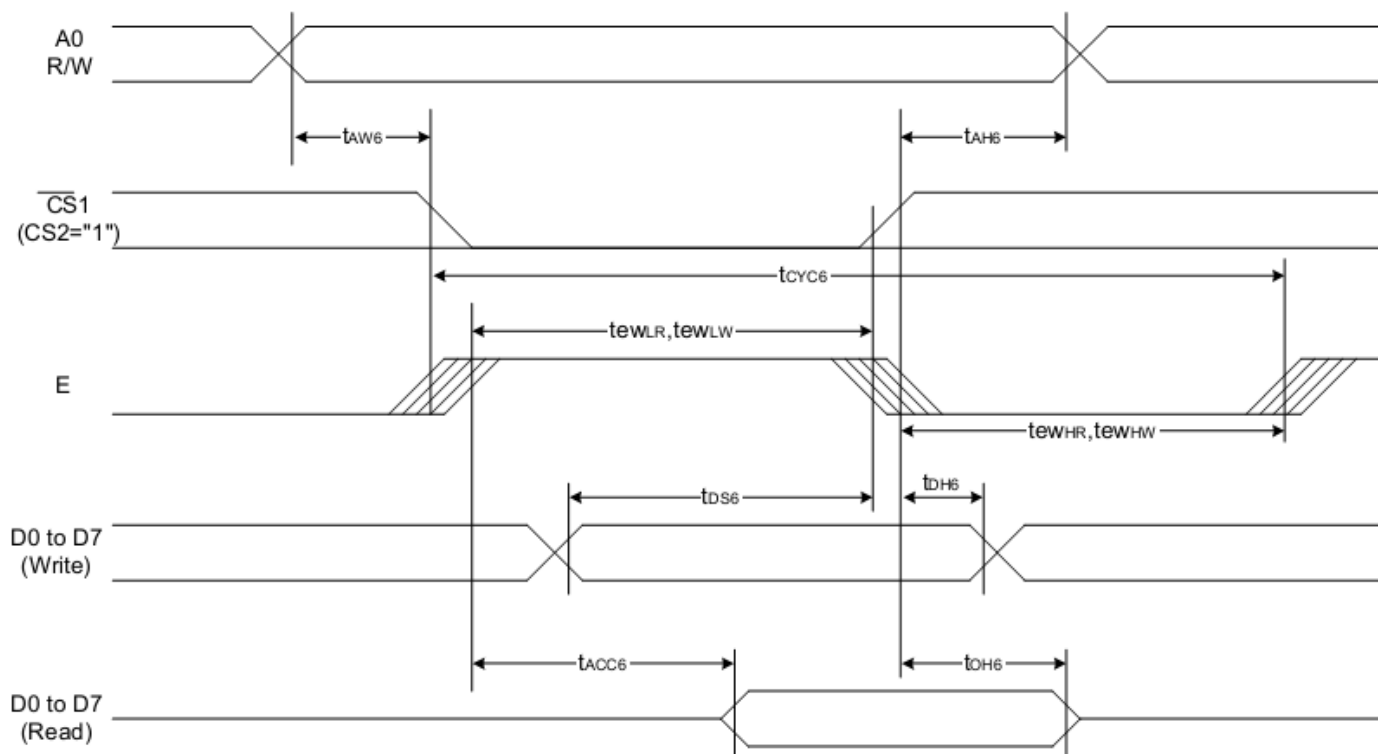 A0
R/W
tAW6
tAH6
CS1
(CS2="1")
tCYC6
tewLR,tewLW
E
tewHR,tewHW
tDS6
tDH6
D0 to D7
(Write)
tACC6
tOH6
D0 to D7
(Read)